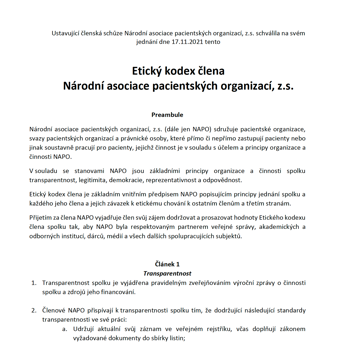 Ustavující členská schůze Národní asociace pacientských organizací, z.s. schválila na svém
jednání dne 17.11.2021 tento
Etický kodex člena
Národní asociace pacientských organizací, z.s.
Preambule
Národní asociace pacientských organizací, z.s. (dále jen NAPO) sdružuje pacientské organizace,
svazy pacientských organizací a právnické osoby, které přímo či nepřímo zastupují pacienty nebo
jinak soustavně pracují pro pacienty, jejichž činnost je v souladu s účelem a principy organizace a
činnosti NAPO.
V souladu se stanovami NAPO jsou základními principy organizace a činnosti spolku
transparentnost, legitimita, demokracie, reprezentativnost a odpovědnost.
Etický kodex člena je základním vnitřním předpisem NAPO popisujícím principy jednání spolku a
každého jeho člena a jejich závazek k etickému chování k ostatním členům a třetím stranám.
Přijetím za člena NAPO vyjadřuje člen svůj zájem dodržovat a prosazovat hodnoty Etického kodexu
člena spolku tak, aby NAPO byla respektovaným partnerem veřejné správy, akademických a
odborných institucí, dárců, médií a všech dalších spolupracujících subjektů.
Článek 1
Transparentnost
1. Transparentnost spolku je vyjádřena pravidelným zveřejňováním výroční zprávy o činnosti
spolku a zdrojů jeho financování.
2. Členové NAPO přispívají k transparentnosti spolku tím, že dodržující následující standardy
transparentnosti ve své práci:
a. Udržují aktuální svůj záznam ve veřejném rejstříku, včas doplňují zákonem
vyžadované dokumenty do sbírky listin;